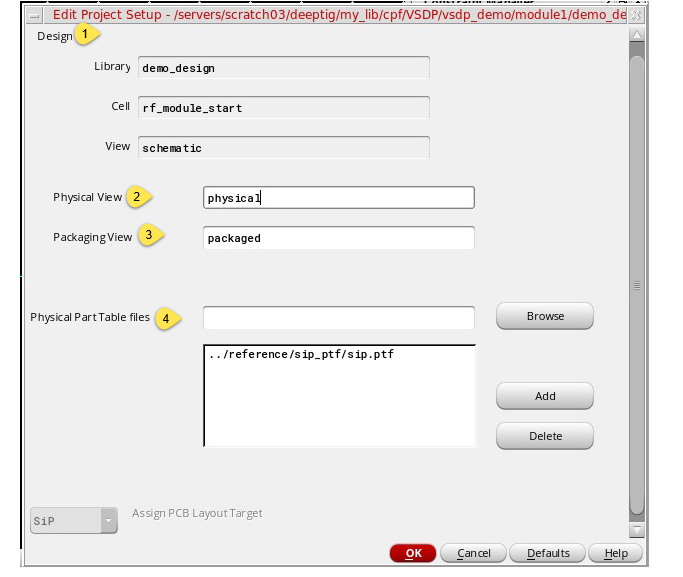 Edit Project Setup - /servers/scratch03/deeptig/my_lib/cpf/VSDP/vsdp_demo/module1/demo_de
Design 1
Library demo_design
Cell rf_module_start
View schematic
Physical View 2 physical
Packaging View 3 packaged
Physical Part Table files 4 Browse
../reference/sip_ptf/sip.ptf
Add
Delete
SiP Assign PCB Layout Target
OK Cancel Defaults Help